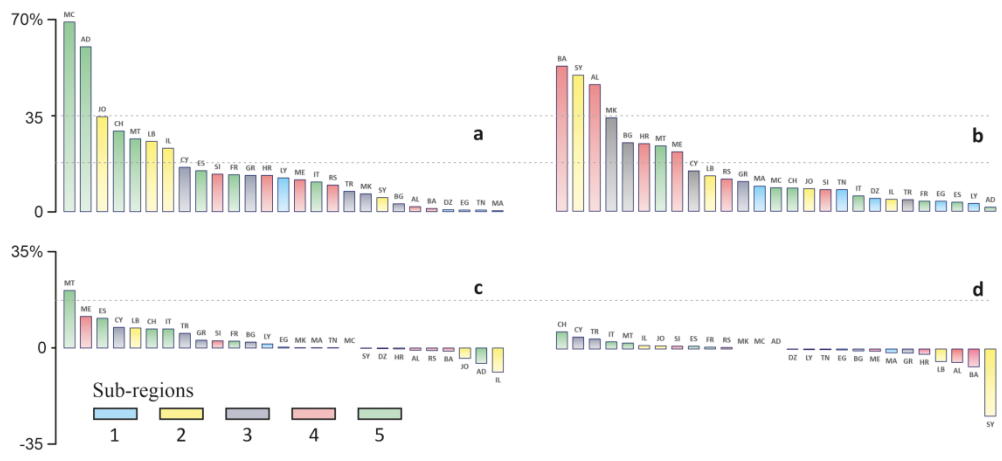 70%
35
0
MC AD JO CH MT LB IL CY ES SI FR GR HR LY ME IT RS TR MK SY BG AL BA DZ EG TN MA
a
BA SY AL MK BG HR MT ME CY LB RS GR MA MC CH JO SI TN IT DZ IL TR FR EG ES LY AD
b
35%
0
-35
MT ME ES CY LB CH IT TR GR SI FR BG LY EG MK MA TN MC
SY DZ HR AL RS BA JO AD IL
c
CH CY TR IT MT IL JO SI ES FR RS MK MC AD
DZ LY TN EG BG ME MA GR HR LB AL BA SY
d
Sub-regions
1 2 3 4 5